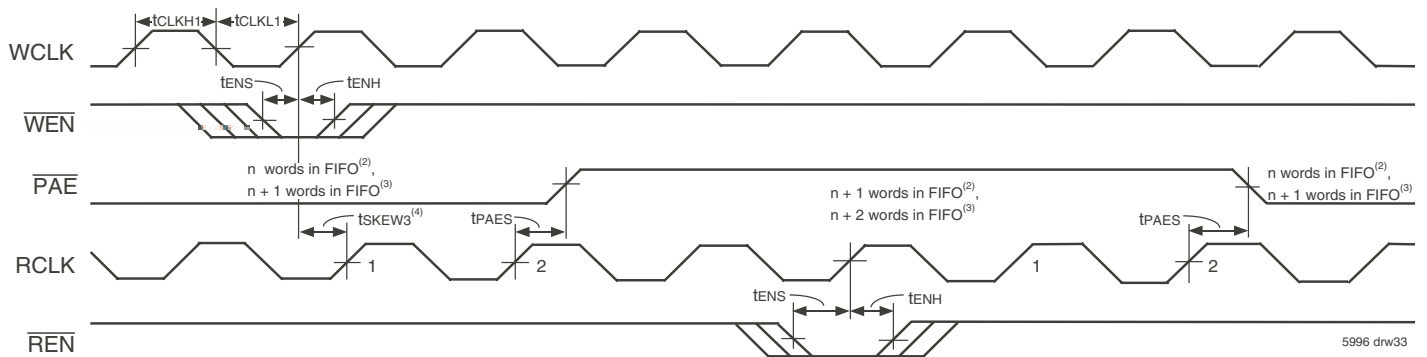 tCLKH1 tCLKL1
WCLK
tENS tENH
WEN
n words in FIFO(2),
n + 1 words in FIFO(3)
PAE
n + 1 words in FIFO(2),
n + 2 words in FIFO(3)
n words in FIFO(2),
n + 1 words in FIFO(3)
tSKEW3(4) tPAES tPAES
RCLK 1 2 1 2
tENS tENH
REN
5996 drw33